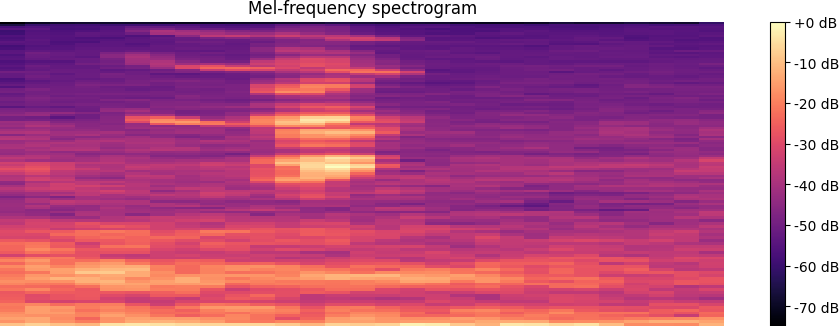 Mel-frequency spectrogram
+0 dB
-10 dB
-20 dB
-30 dB
-40 dB
-50 dB
-60 dB
-70 dB